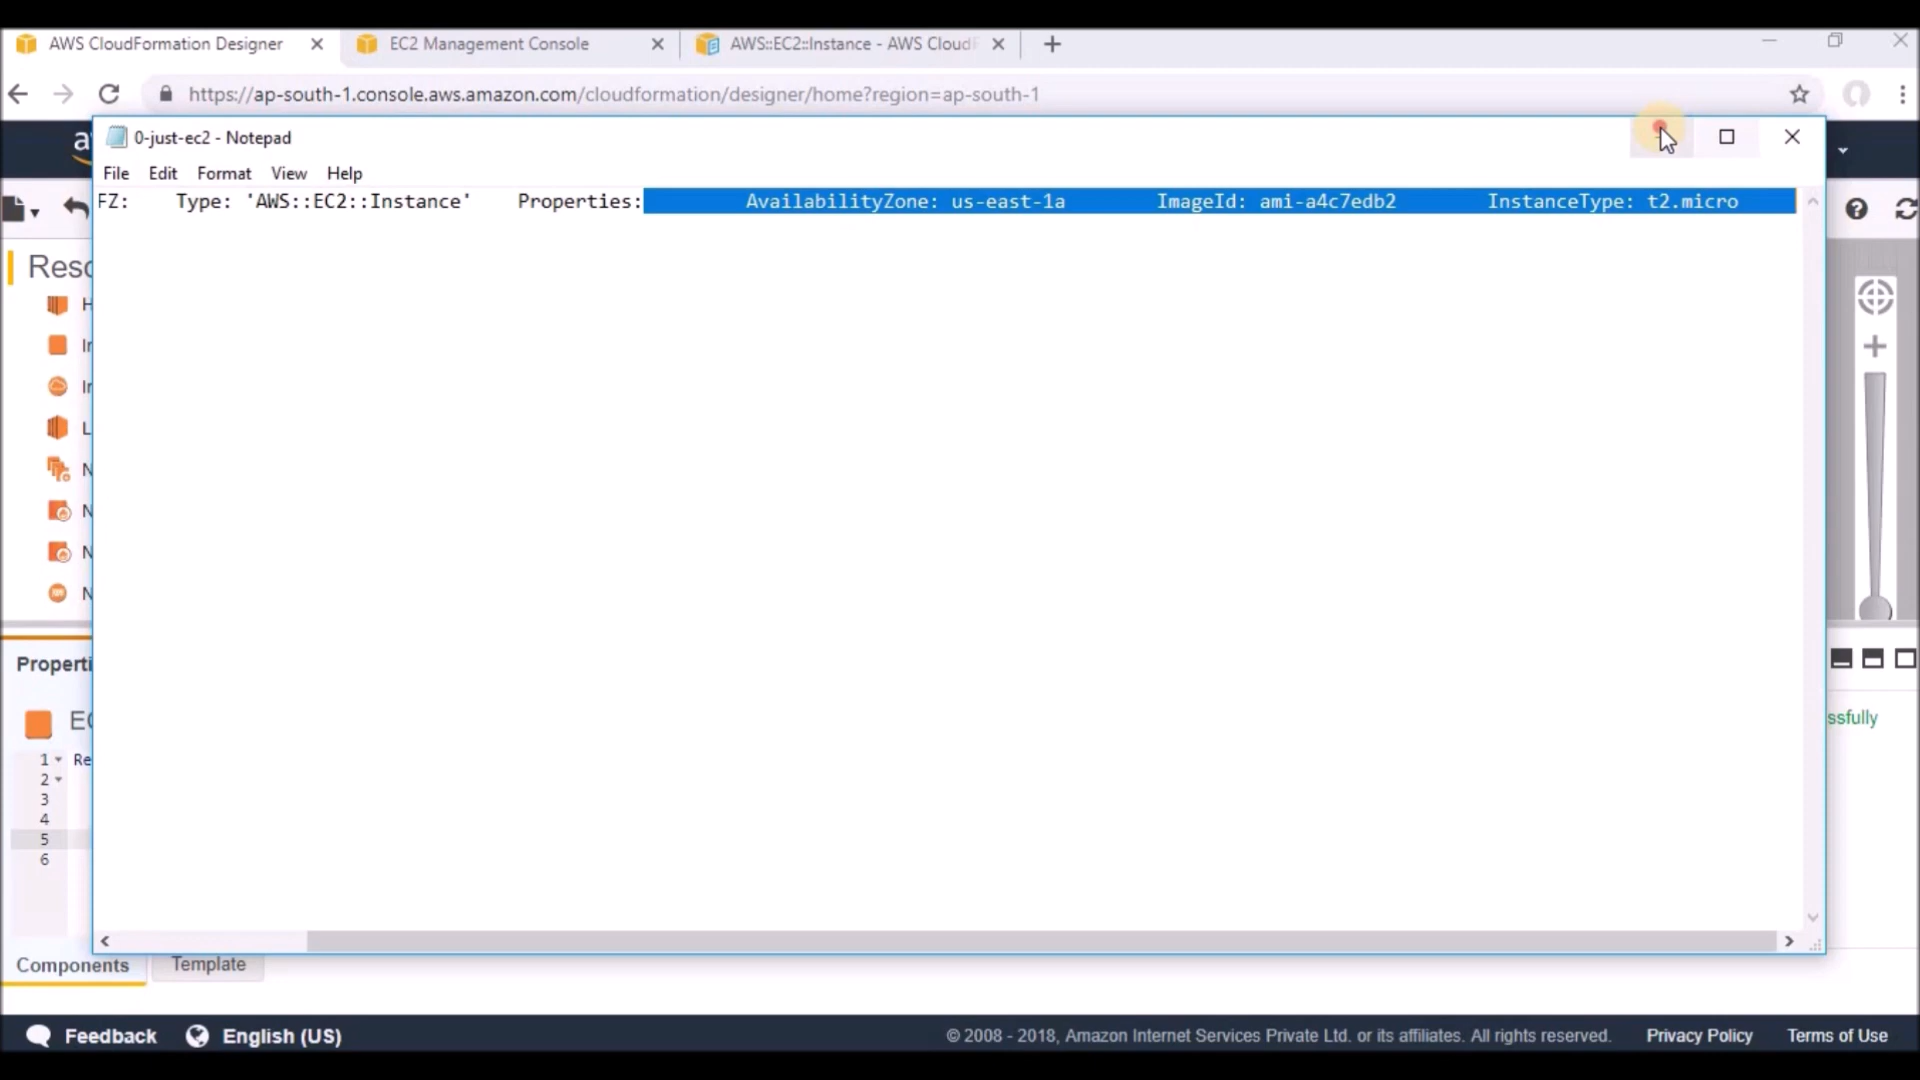 AWS CloudFormation Designer
EC2 Management Console
AWS::EC2::Instance - AWS Cloud
https://ap-south-1.console.aws.amazon.com/cloudformation/designer/home?region=ap-south-1
0-just-ec2 - Notepad
File Edit Format View Help
FZ: Type: 'AWS::EC2::Instance' Properties: AvailabilityZone: us-east-1a ImageId: ami-a4c7edb2 InstanceType: t2.micro
Reso
H
In
In
L
N
N
N
N
Properti
EC
ssfully
1 Re
2
3
4
5
6
Components Template
Feedback English (US)
© 2008 - 2018, Amazon Internet Services Private Ltd. or its affiliates. All rights reserved. Privacy Policy Terms of Use